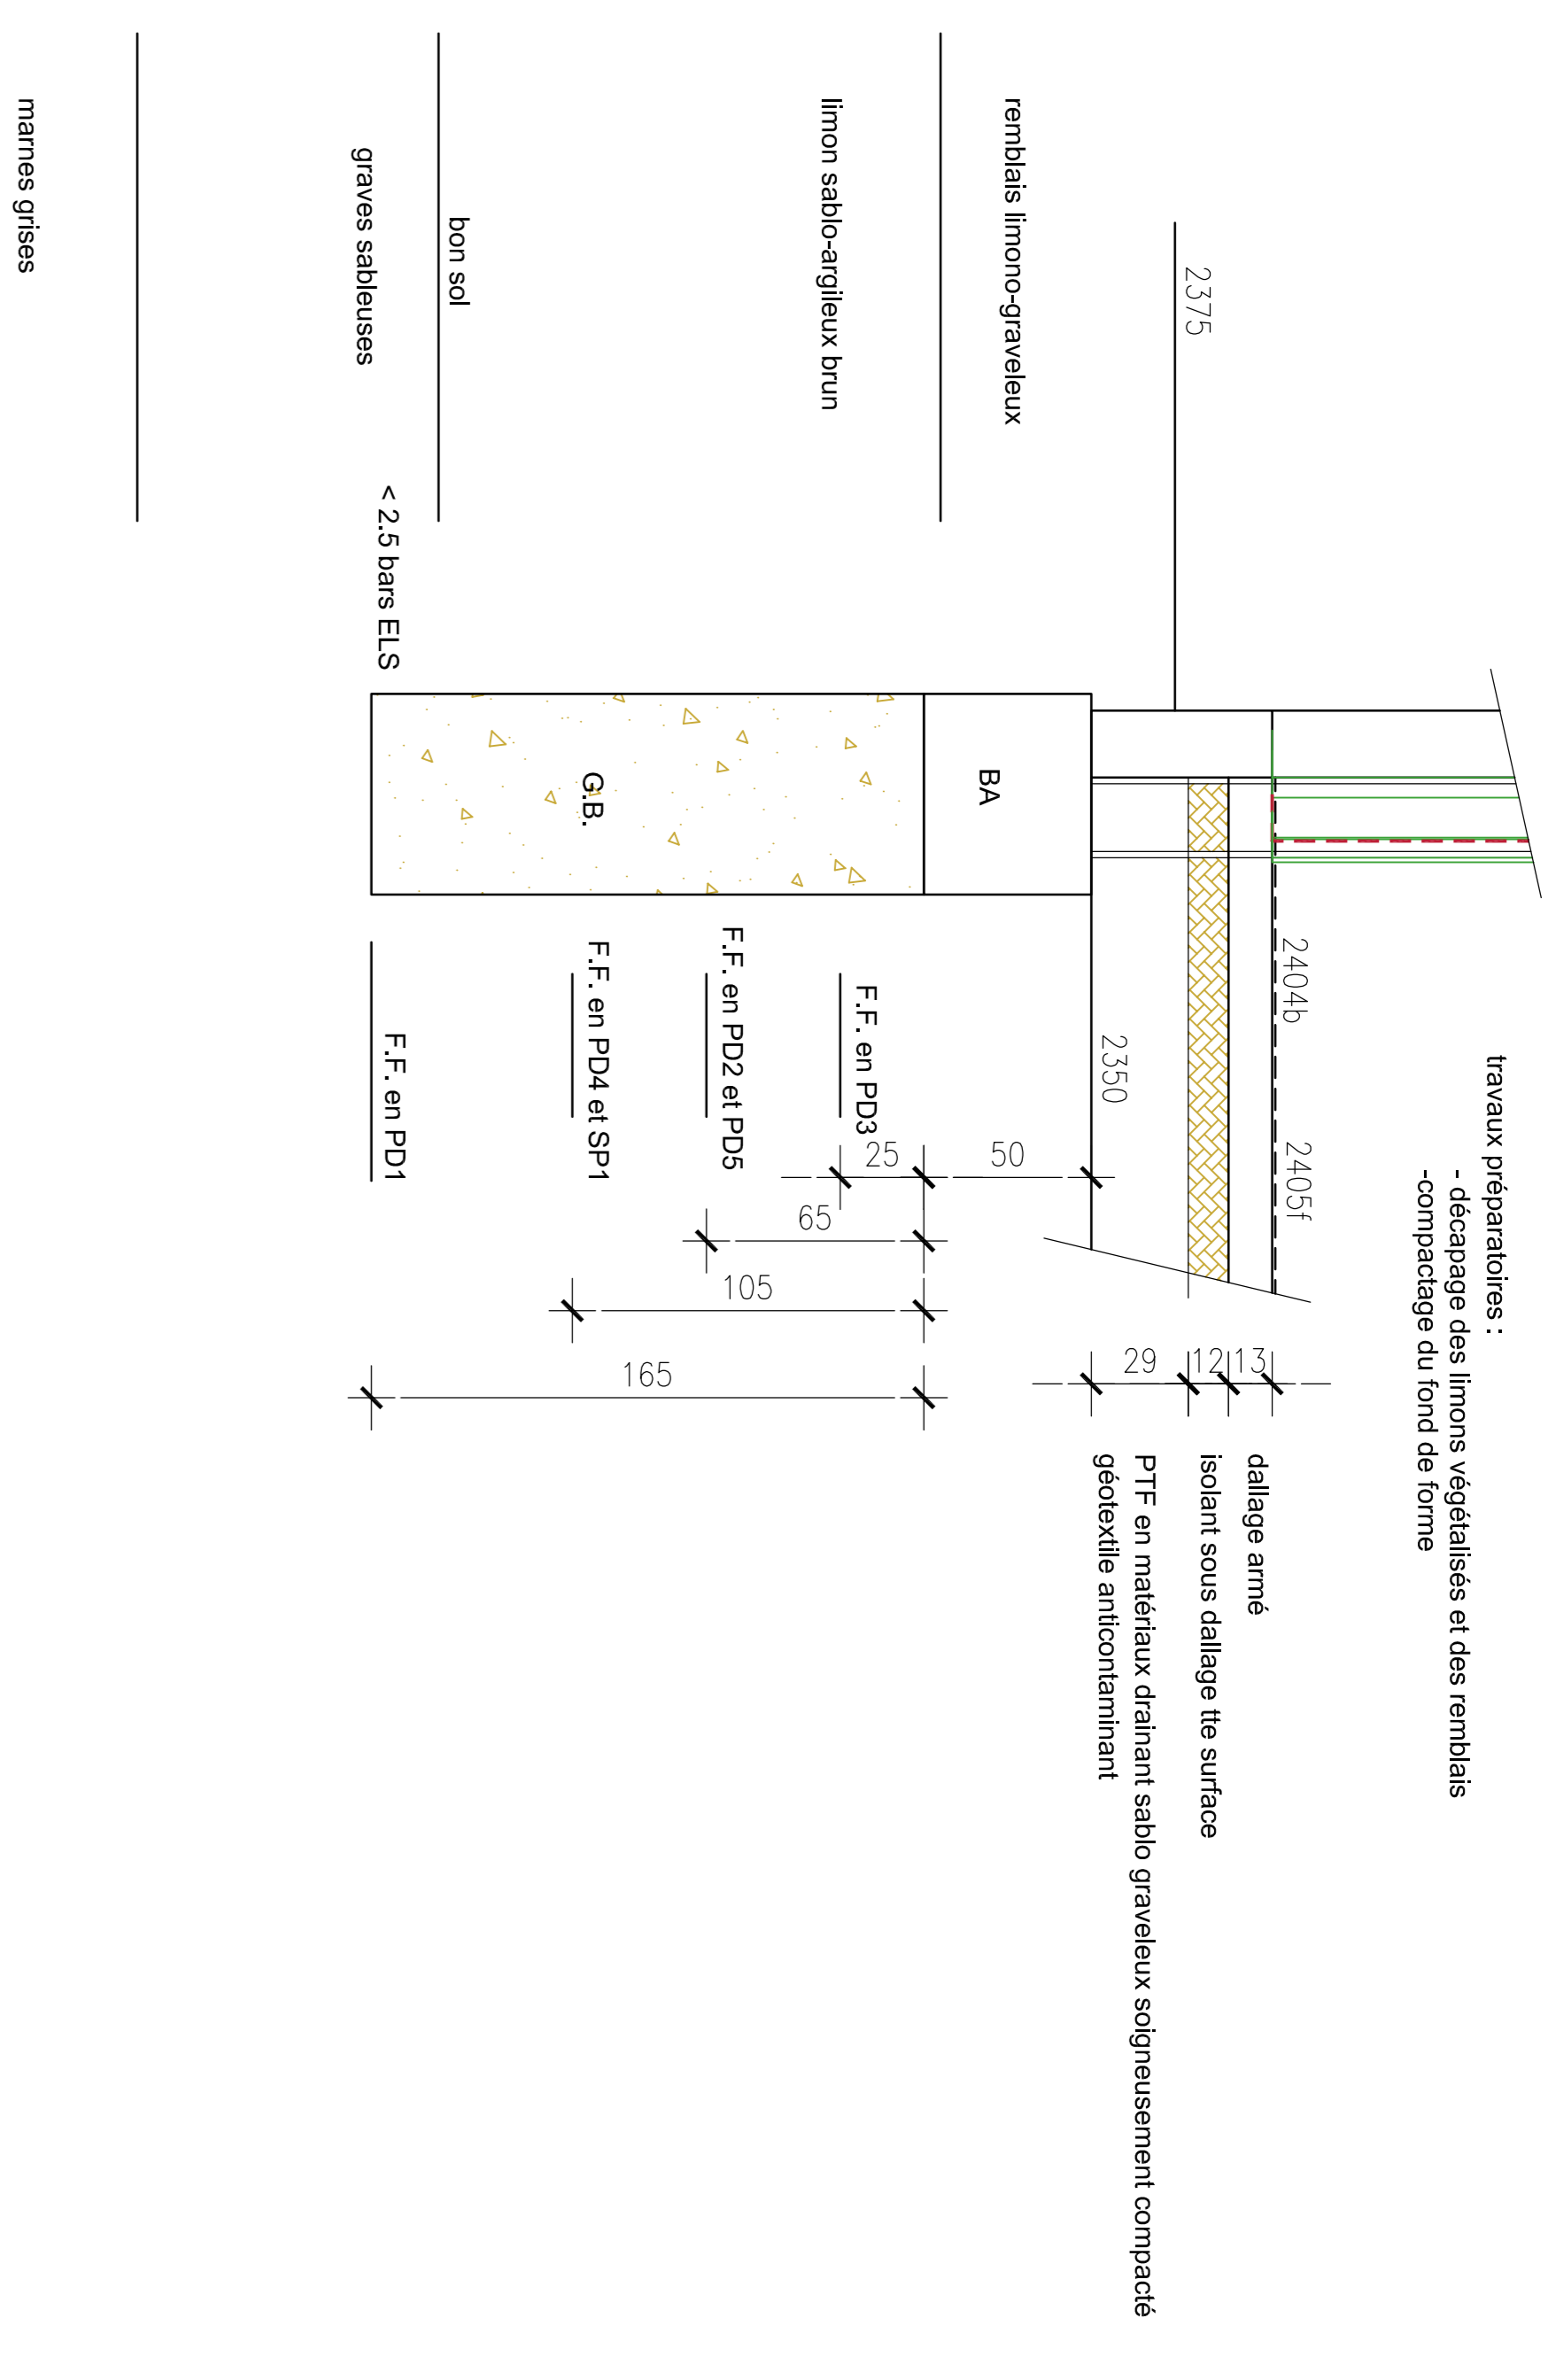 travaux préparatoires :
- décapage des limons végétalisés et des remblais
-compactage du fond de forme
2404b
2405f
2375
dallage armé
13
12
isolant sous dallage tte surface
29
PTF en matériaux drainant sablo graveleux soigneusement compacté
géotextile anticontaminant
2350
remblais limono-graveleux
BA
50
limon sablo-argileux brun
F.F. en PD3
25
F.F. en PD2 et PD5
65
G.B.
F.F. en PD4 et SP1
105
bon sol
graves sableuses
< 2.5 bars ELS
F.F. en PD1
165
marnes grises